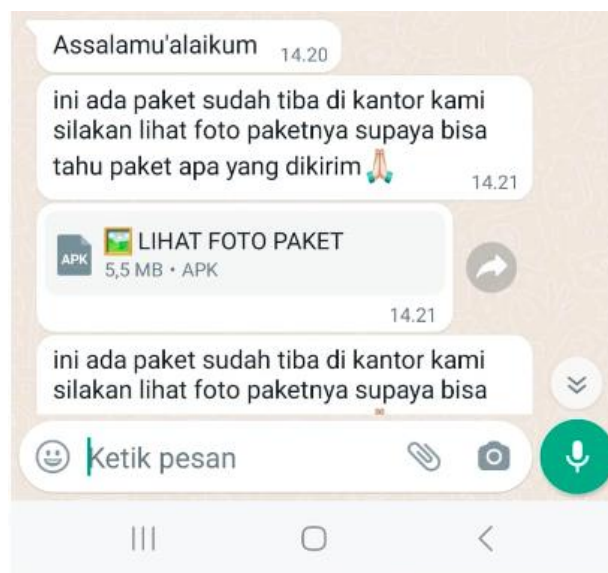 Assalamu'alaikum 14.20
ini ada paket sudah tiba di kantor kami
silakan lihat foto paketnya supaya bisa
tahu paket apa yang dikirim🙏🏻
14.21
APK
🖼️ LIHAT FOTO PAKET
5,5 MB • APK
14.21
ini ada paket sudah tiba di kantor kami
silakan lihat foto paketnya supaya bisa
Ketik pesan